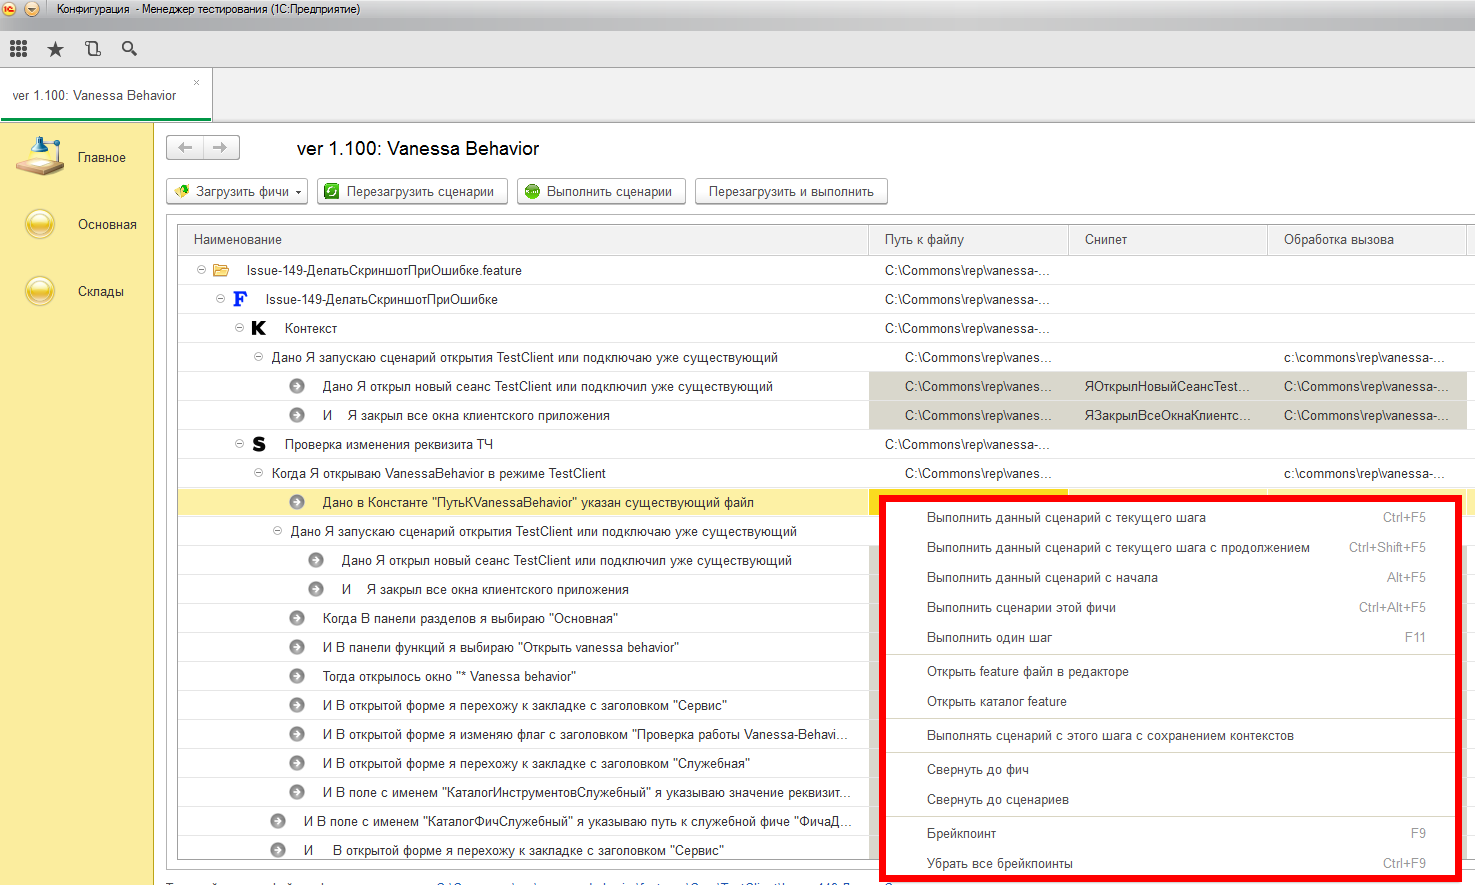 Конфигурация - Менеджер тестирования (1С:Предприятие)
ver 1.100: Vanessa Behavior
Главное
Основная
Склады
ver 1.100: Vanessa Behavior
Загрузить фичи
Перезагрузить сценарии
Выполнить сценарии
Перезагрузить и выполнить
Наименование Путь к файлу Снипет Обработка вызова
Issue-149-ДелатьСкриншотПриОшибке.feature C:\Commons\rep\vanessa-...
F Issue-149-ДелатьСкриншотПриОшибке C:\Commons\rep\vanessa-...
K Контекст C:\Commons\rep\vanessa-...
Дано Я запускаю сценарий открытия TestClient или подключаю уже существующий C:\Commons\rep\vanes... c:\commons\rep\vanessa-...
Дано Я открыл новый сеанс TestClient или подключил уже существующий C:\Commons\rep\vanes... ЯОткрылНовыйСеансTest... C:\Commons\rep\vanessa-...
И Я закрыл все окна клиентского приложения C:\Commons\rep\vanes... ЯЗакрылВсеОкнаКлиентс... C:\Commons\rep\vanessa-...
S Проверка изменения реквизита ТЧ C:\Commons\rep\vanessa-...
Когда Я открываю VanessaBehavior в режиме TestClient C:\Commons\rep\vanes... c:\commons\rep\vanessa-...
Дано в Константе "ПутьКVanessaBehavior" указан существующий файл
Дано Я запускаю сценарий открытия TestClient или подключаю уже существующий
Дано Я открыл новый сеанс TestClient или подключил уже существующий
И Я закрыл все окна клиентского приложения
Когда В панели разделов я выбираю "Основная"
И В панели функций я выбираю "Открыть vanessa behavior"
Тогда открылось окно "* Vanessa behavior"
И В открытой форме я перехожу к закладке с заголовком "Сервис"
И В открытой форме я изменяю флаг с заголовком "Проверка работы Vanessa-Behavi...
И В открытой форме я перехожу к закладке с заголовком "Служебная"
И В поле с именем "КаталогИнструментовСлужебный" я указываю значение реквизит...
И В поле с именем "КаталогФичСлужебный" я указываю путь к служебной фиче "ФичаД...
И В открытой форме я перехожу к закладке с заголовком "Сервис"
Выполнить данный сценарий с текущего шага Ctrl+F5
Выполнить данный сценарий с текущего шага с продолжением Ctrl+Shift+F5
Выполнить данный сценарий с начала Alt+F5
Выполнить сценарии этой фичи Ctrl+Alt+F5
Выполнить один шаг F11
Открыть feature файл в редакторе
Открыть каталог feature
Выполнять сценарий с этого шага с сохранением контекстов
Свернуть до фич
Свернуть до сценариев
Брейкпоинт F9
Убрать все брейкпоинты Ctrl+F9